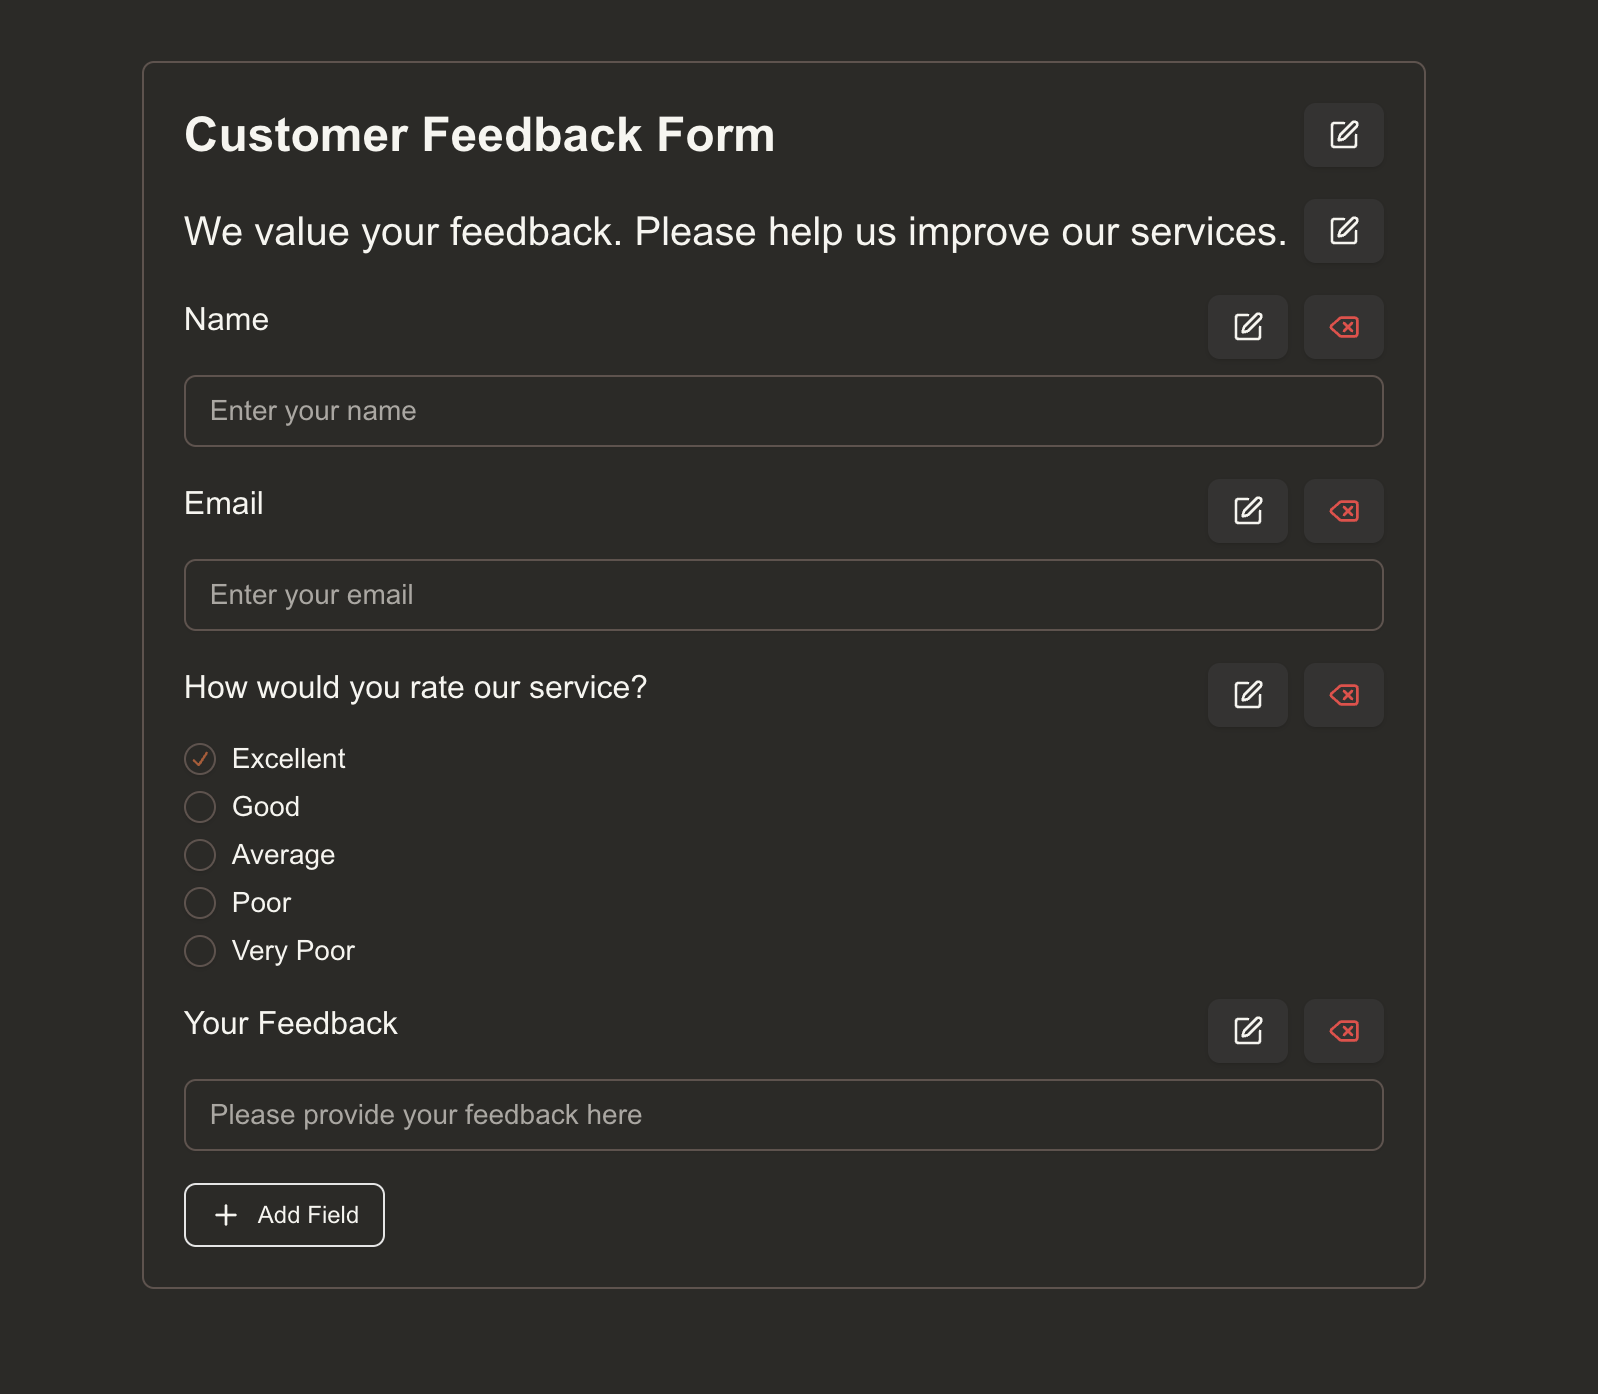 Customer Feedback Form
We value your feedback. Please help us improve our services.
Name
Enter your name
Email
Enter your email
How would you rate our service?
Excellent
Good
Average
Poor
Very Poor
Your Feedback
Please provide your feedback here
Add Field